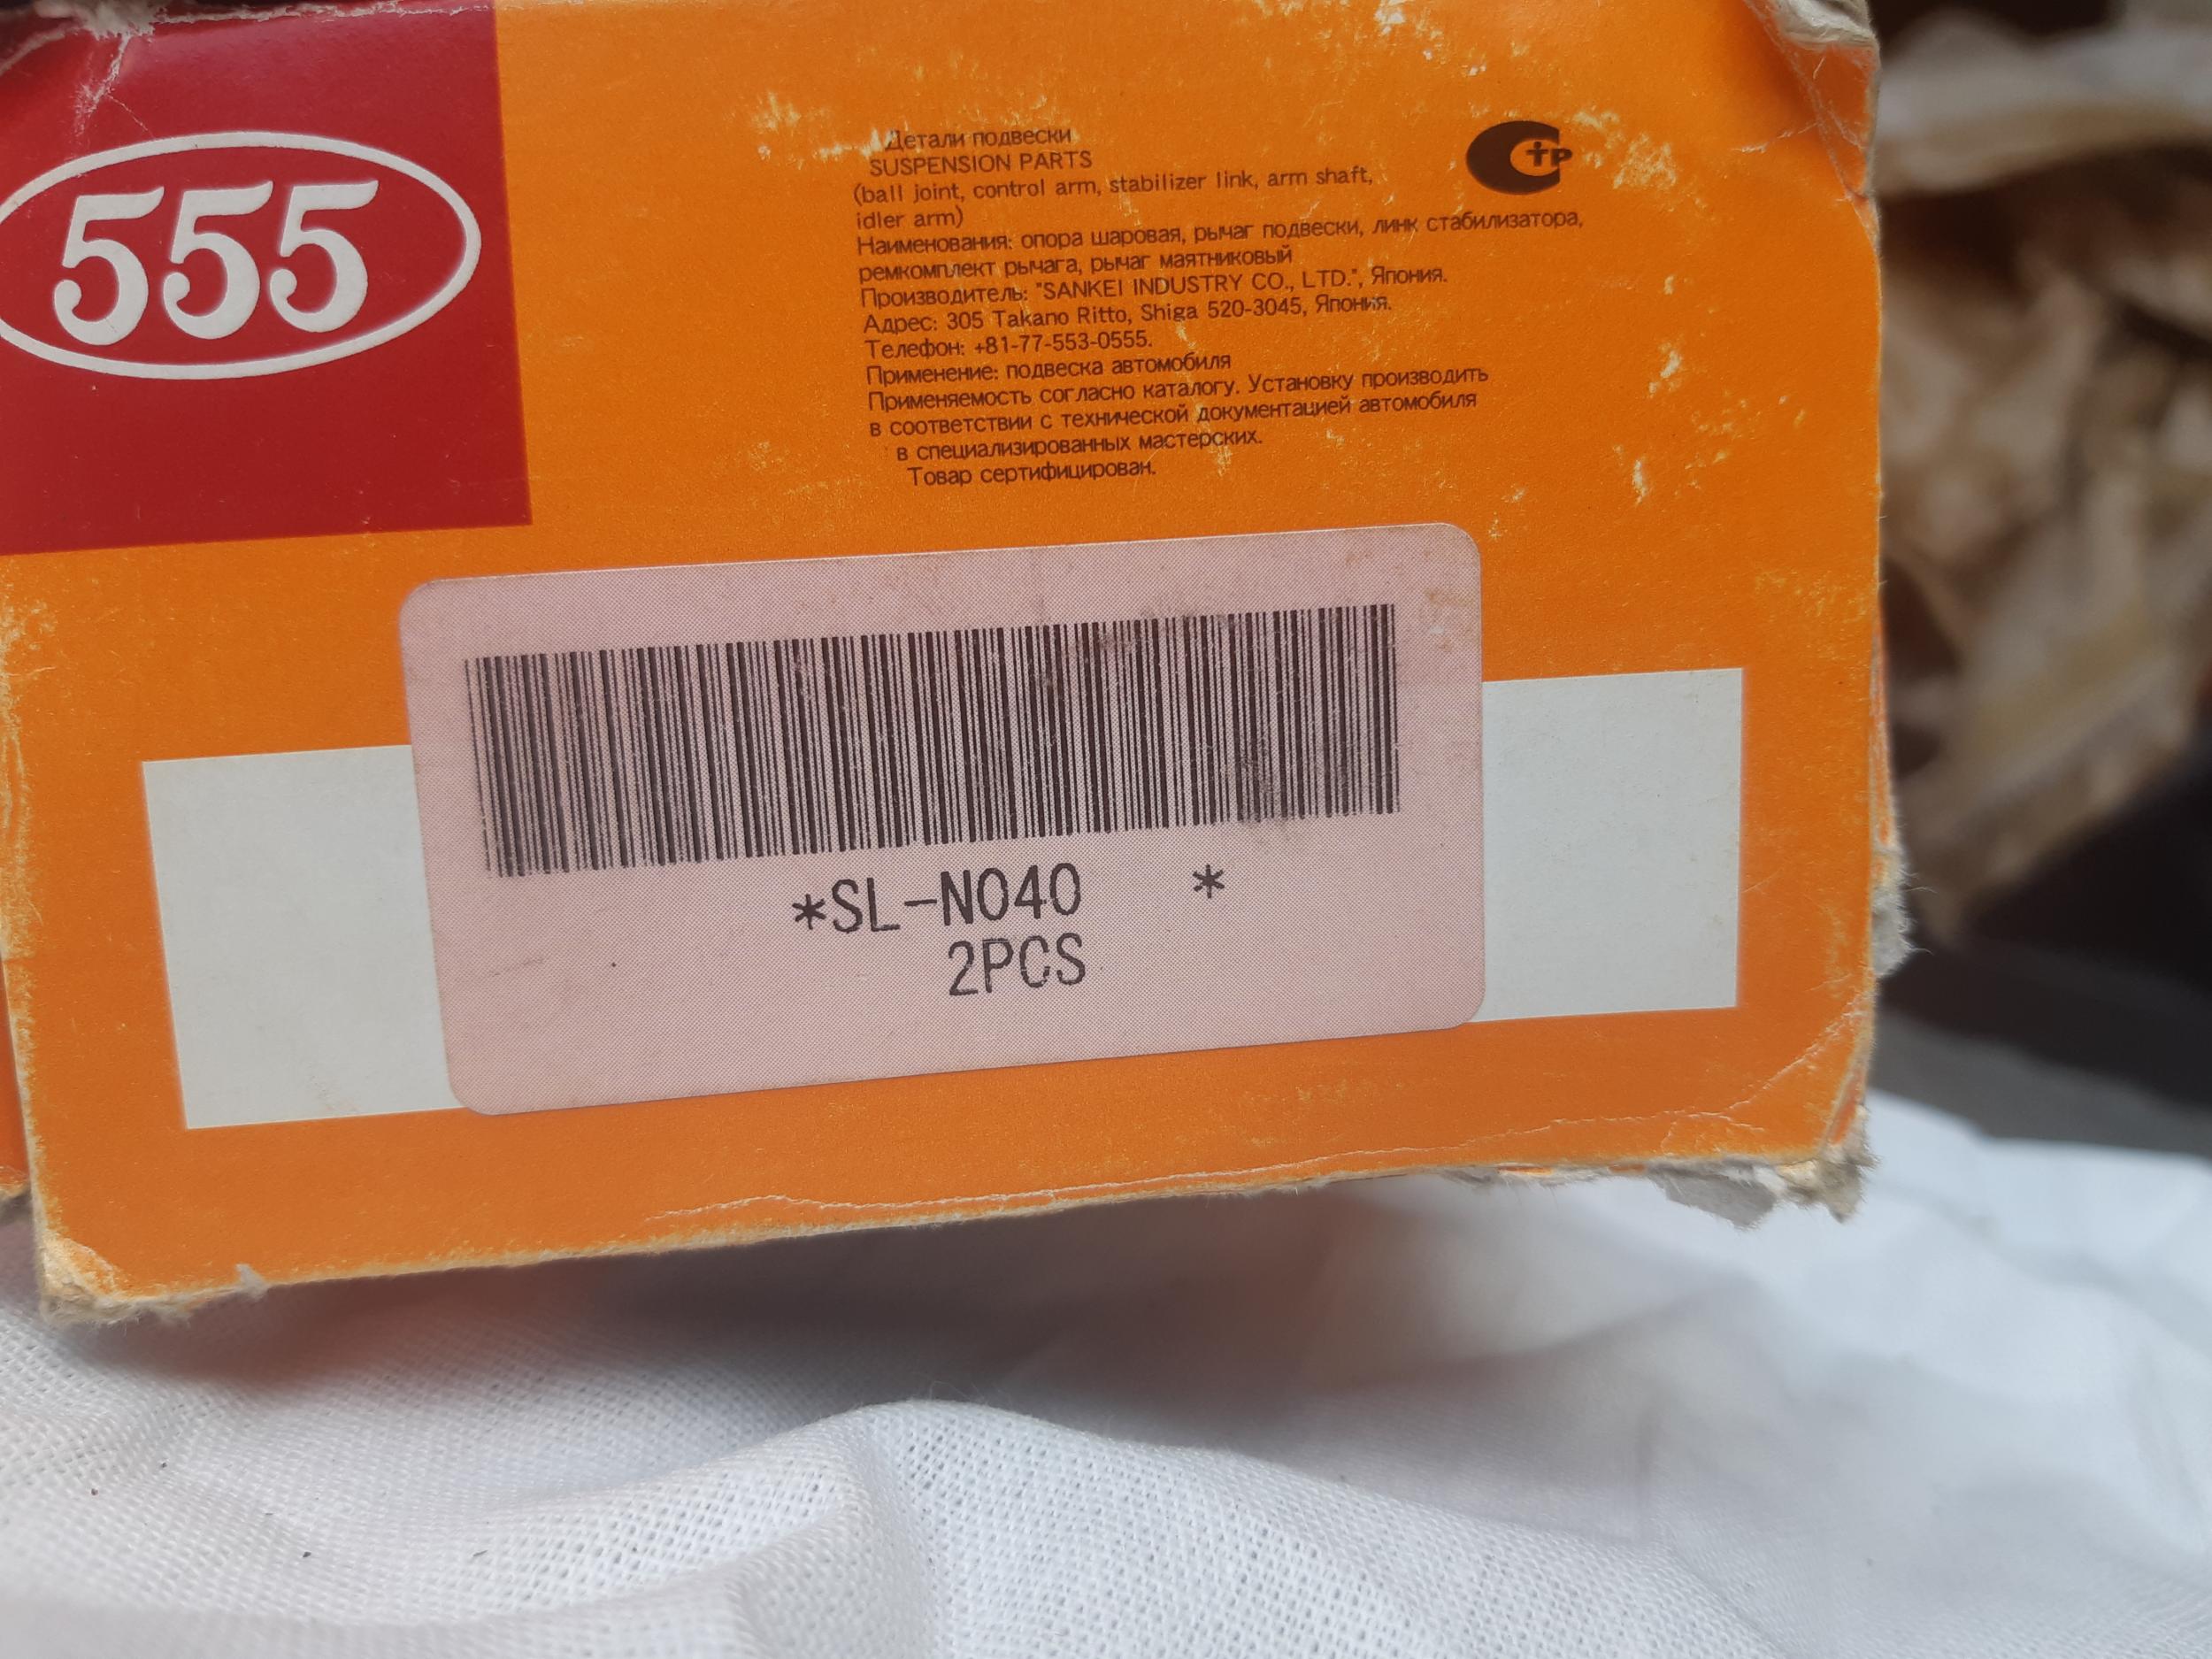 555
Детали подвески
SUSPENSION PARTS
(ball joint, control arm, stabilizer link, arm shaft,
idler arm)
Наименования: опора шаровая, рычаг подвески, линк стабилизатора,
ремкомплект рычага, рычаг маятниковый
Производитель: "SANKEI INDUSTRY CO., LTD.", Япония.
Адрес: 305 Takano Ritto, Shiga 520-3045, Япония.
Телефон: +81-77-553-0555.
Применение: подвеска автомобиля
Применяемость согласно каталогу. Установку производить
в соответствии с технической документацией автомобиля
в специализированных мастерских.
Товар сертифицирован.
*SL-N040 *
2PCS